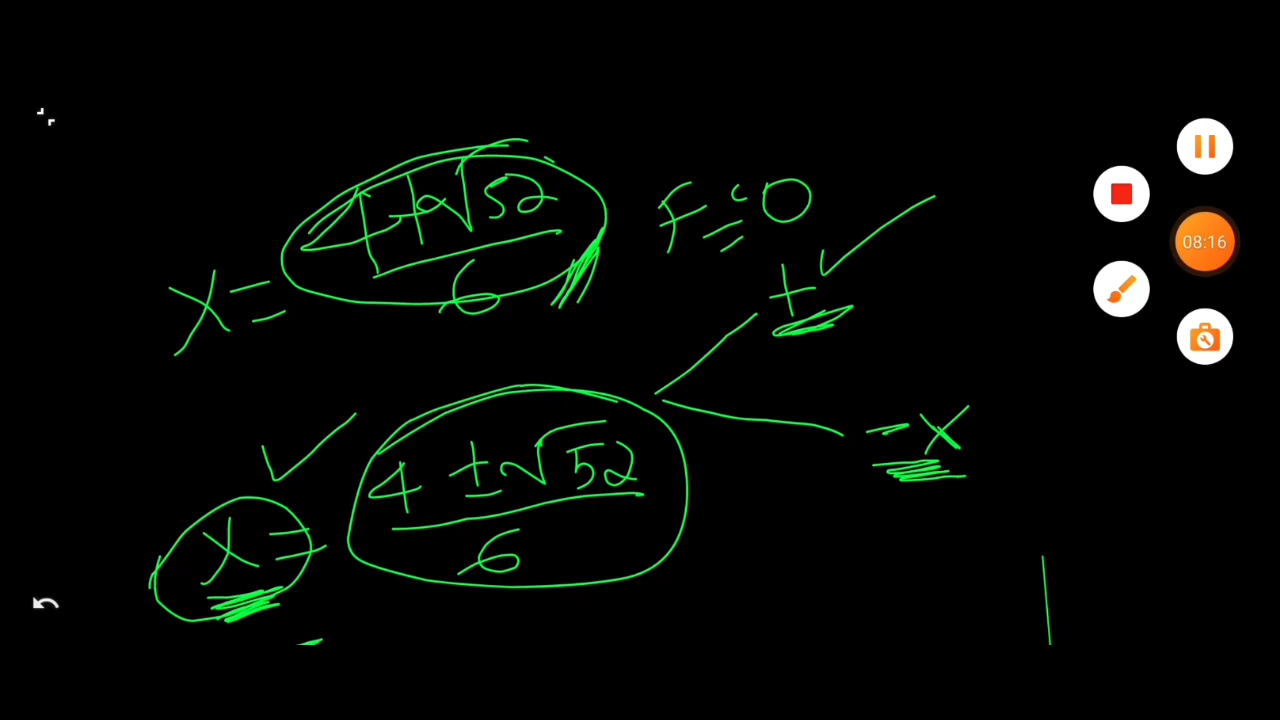 x = 4+√52 / 6
F = 0
+ ✓
- x
✓
x = 4 ± √52 / 6
08:16